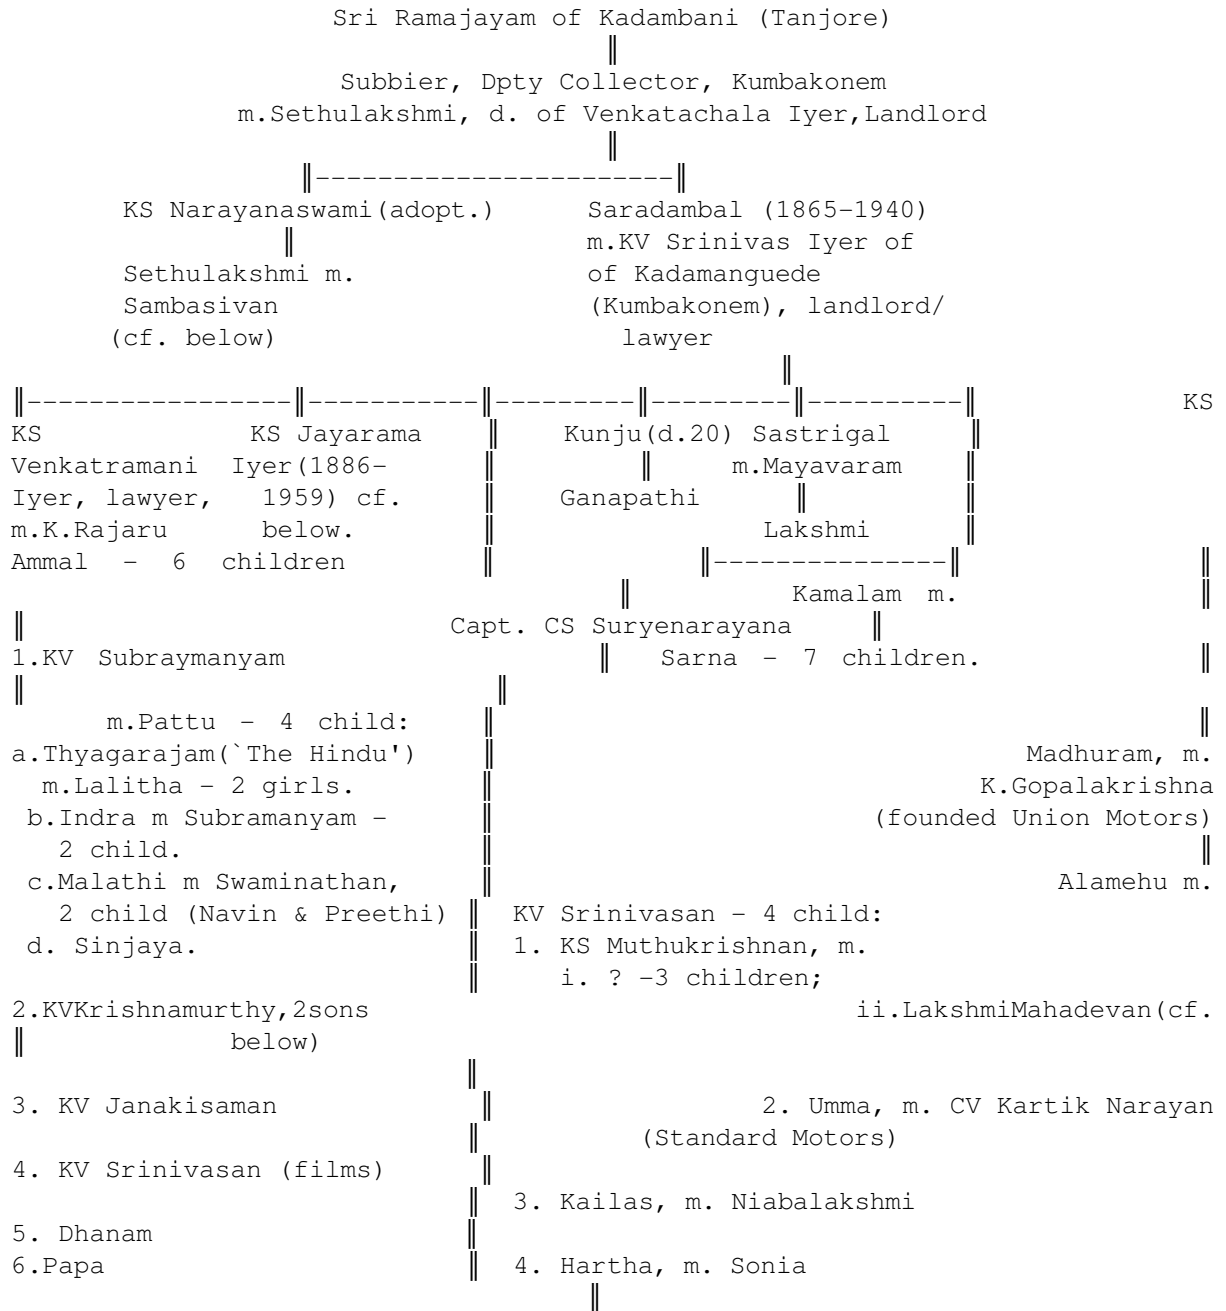 Sri Ramajayam of Kadambani (Tanjore)
║
Subbier, Dpty Collector, Kumbakonem
m.Sethulakshmi, d. of Venkatachala Iyer,Landlord
║
║-----------------------║
KS Narayanaswami(adopt.) Saradambal (1865-1940)
║ m.KV Srinivas Iyer of
Sethulakshmi m. of Kadamanguede
Sambasivan (Kumbakonem), landlord/
(cf. below) lawyer
║
║-----------------║-----------║---------║---------║----------║ KS
KS KS Jayarama ║ Kunju(d.20) Sastrigal ║
Venkatramani Iyer(1886- ║ ║ m.Mayavaram ║
Iyer, lawyer, 1959) cf. ║ Ganapathi ║ ║
m.K.Rajaru below. ║ Lakshmi ║
Ammal - 6 children ║ ║---------------║ ║
║ Kamalam m. ║
║ Capt. CS Suryenarayana ║
1.KV Subraymanyam ║ Sarna - 7 children. ║
║ ║
m.Pattu - 4 child: ║ ║
a.Thyagarajam(`The Hindu') ║ Madhuram, m.
m.Lalitha - 2 girls. ║ K.Gopalakrishna
b.Indra m Subramanyam - ║ (founded Union Motors)
2 child. ║ ║
c.Malathi m Swaminathan, ║ Alamehu m.
2 child (Navin & Preethi) ║ KV Srinivasan - 4 child:
d. Sinjaya. ║ 1. KS Muthukrishnan, m.
║ i. ? -3 children;
2.KVKrishnamurthy,2sons ii.LakshmiMahadevan(cf.
║ below)
║
3. KV Janakisaman ║ 2. Umma, m. CV Kartik Narayan
║ (Standard Motors)
4. KV Srinivasan (films) ║
║ 3. Kailas, m. Niabalakshmi
5. Dhanam ║
6.Papa ║ 4. Hartha, m. Sonia
║